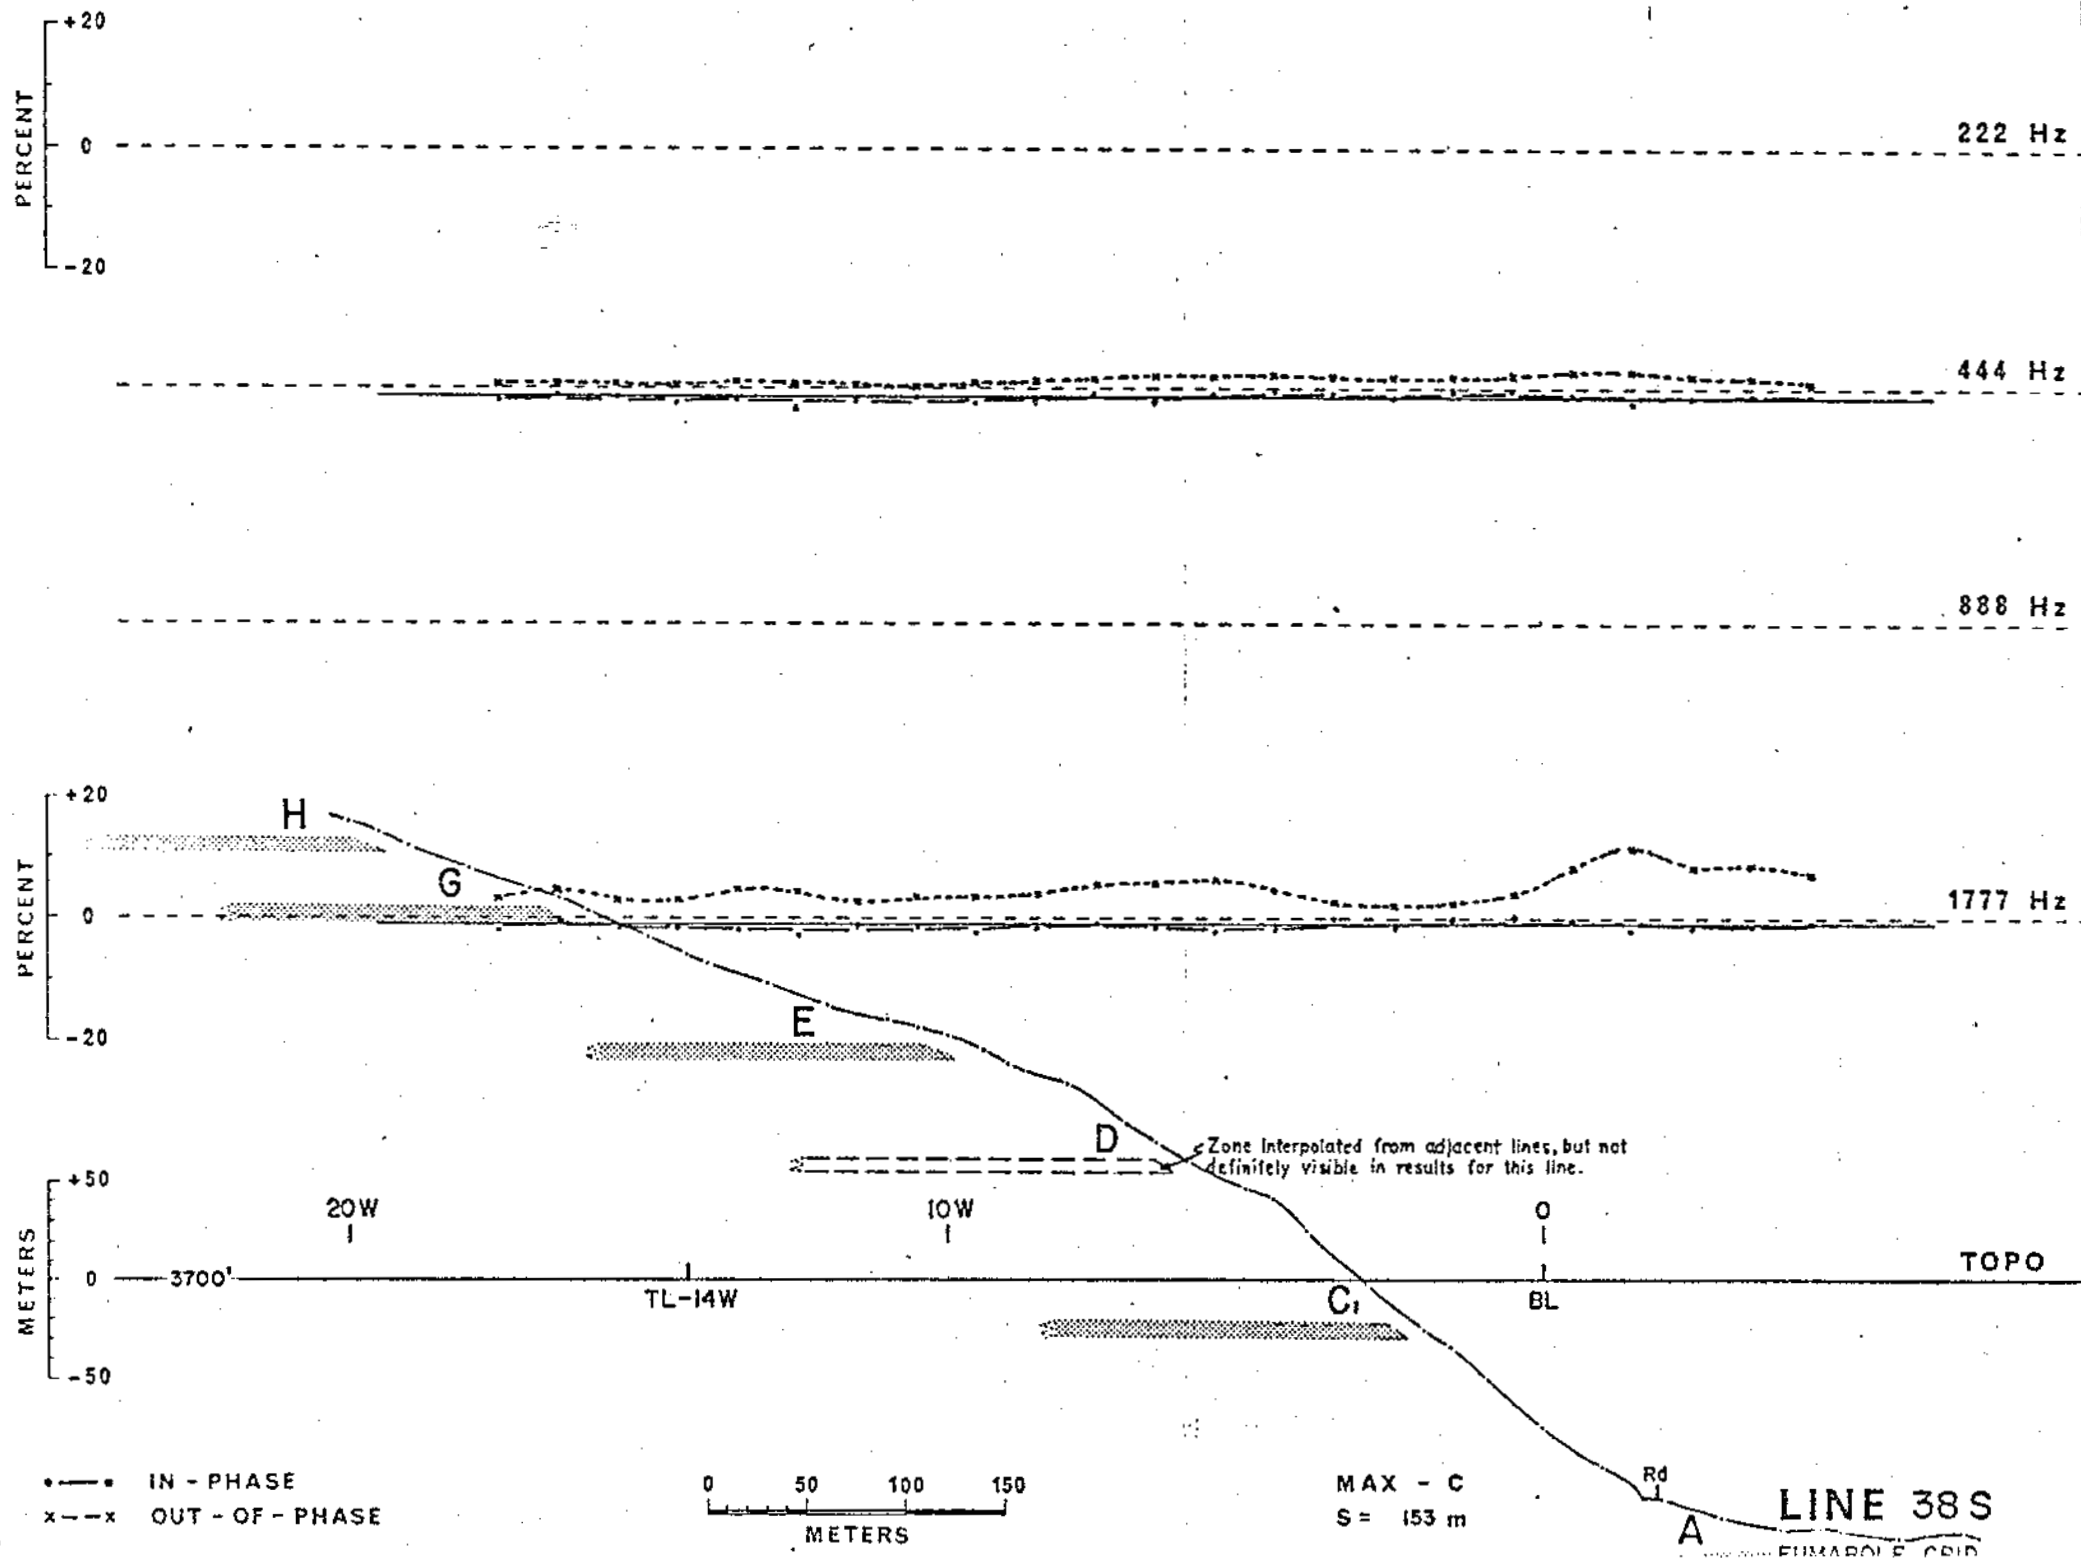 +20
PERCENT
0
222 Hz
-20
444 Hz
888 Hz
+20
H
G
PERCENT
0
1777 Hz
E
-20
D
Zone Interpolated from adjacent lines, but not
definitely visible in results for this line.
+50
20W
10W
0
METERS
0
3700'
TOPO
TL-14W
C1
BL
-50
IN - PHASE
OUT - OF - PHASE
0 50 100 150
METERS
MAX - C
S = 153 m
Rd
A
LINE 38 S
FUMAROLE GRID